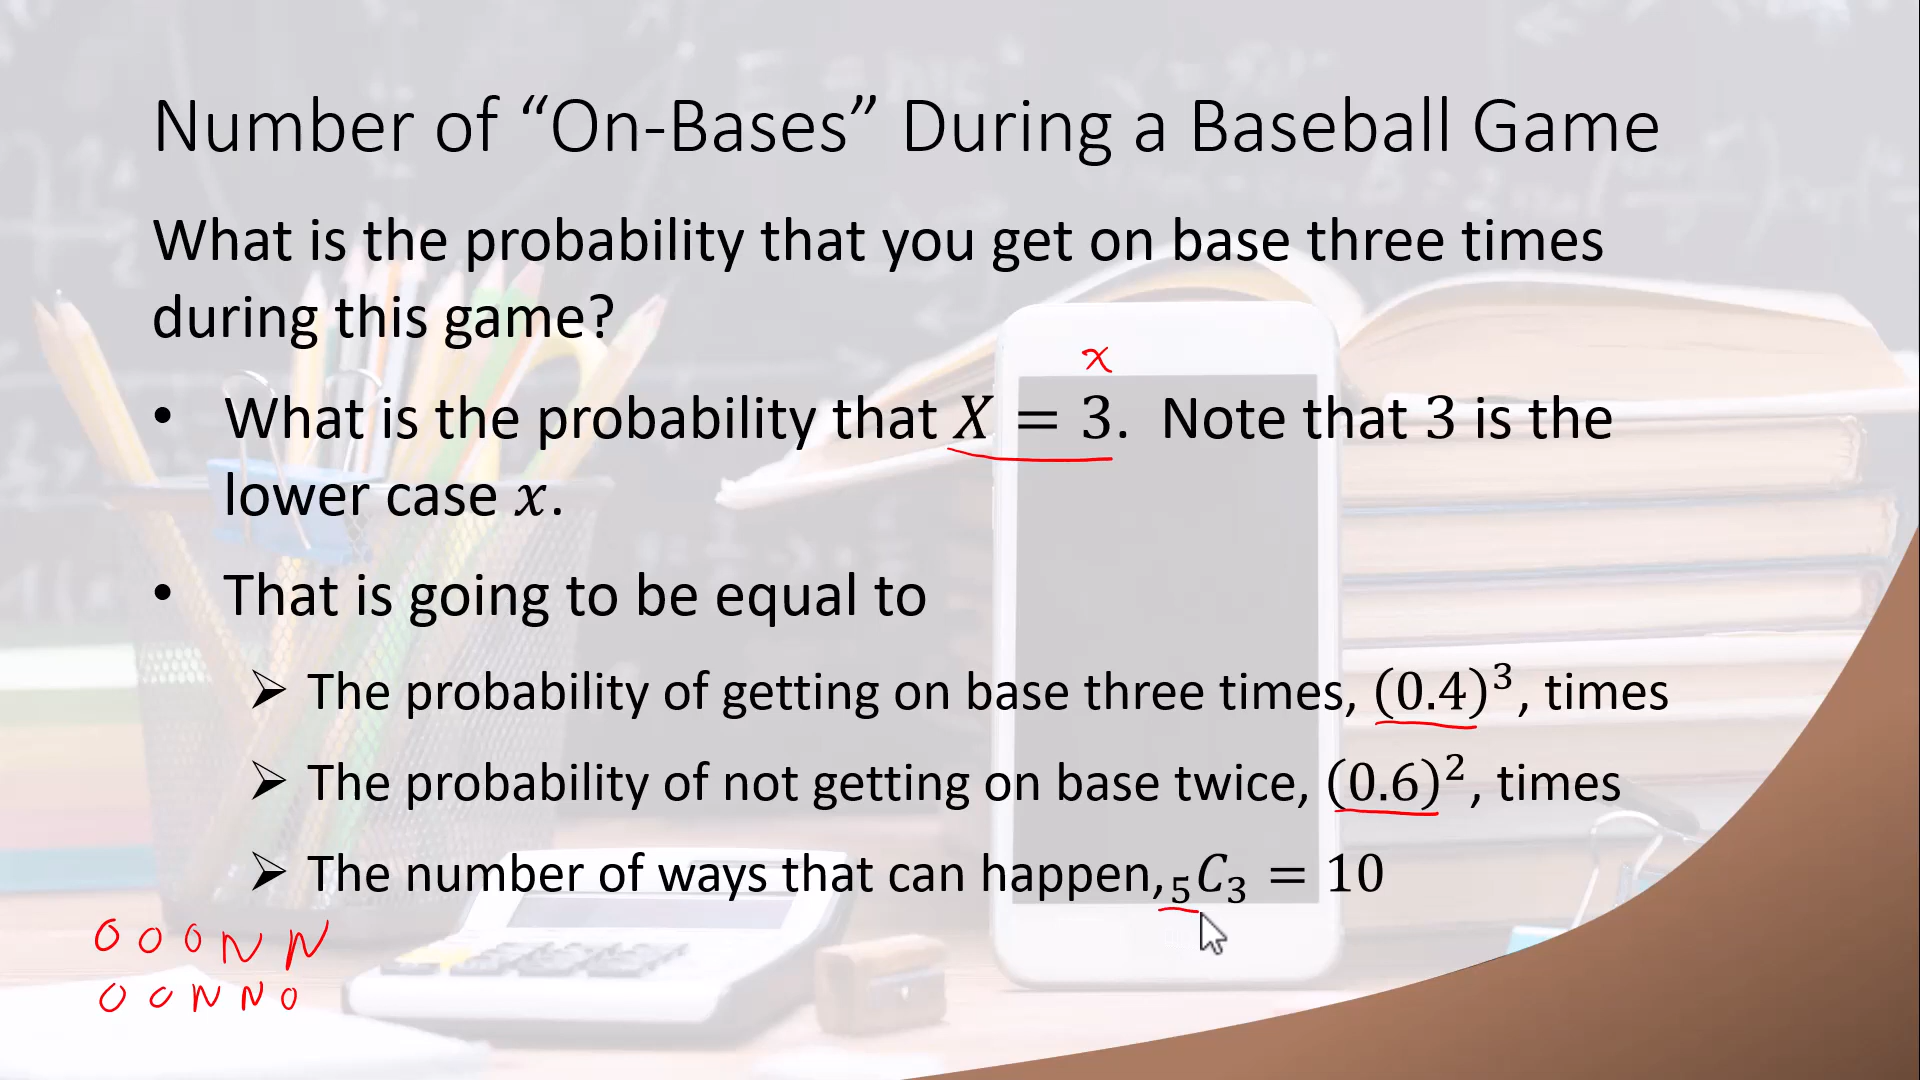 Number of “On-Bases” During a Baseball Game
What is the probability that you get on base three times
during this game?
x
• What is the probability that X = 3. Note that 3 is the
lower case x.
• That is going to be equal to
➢ The probability of getting on base three times, (0.4)³, times
➢ The probability of not getting on base twice, (0.6)², times
➢ The number of ways that can happen, ₅C₃ = 10
O O O N N
O O N N O